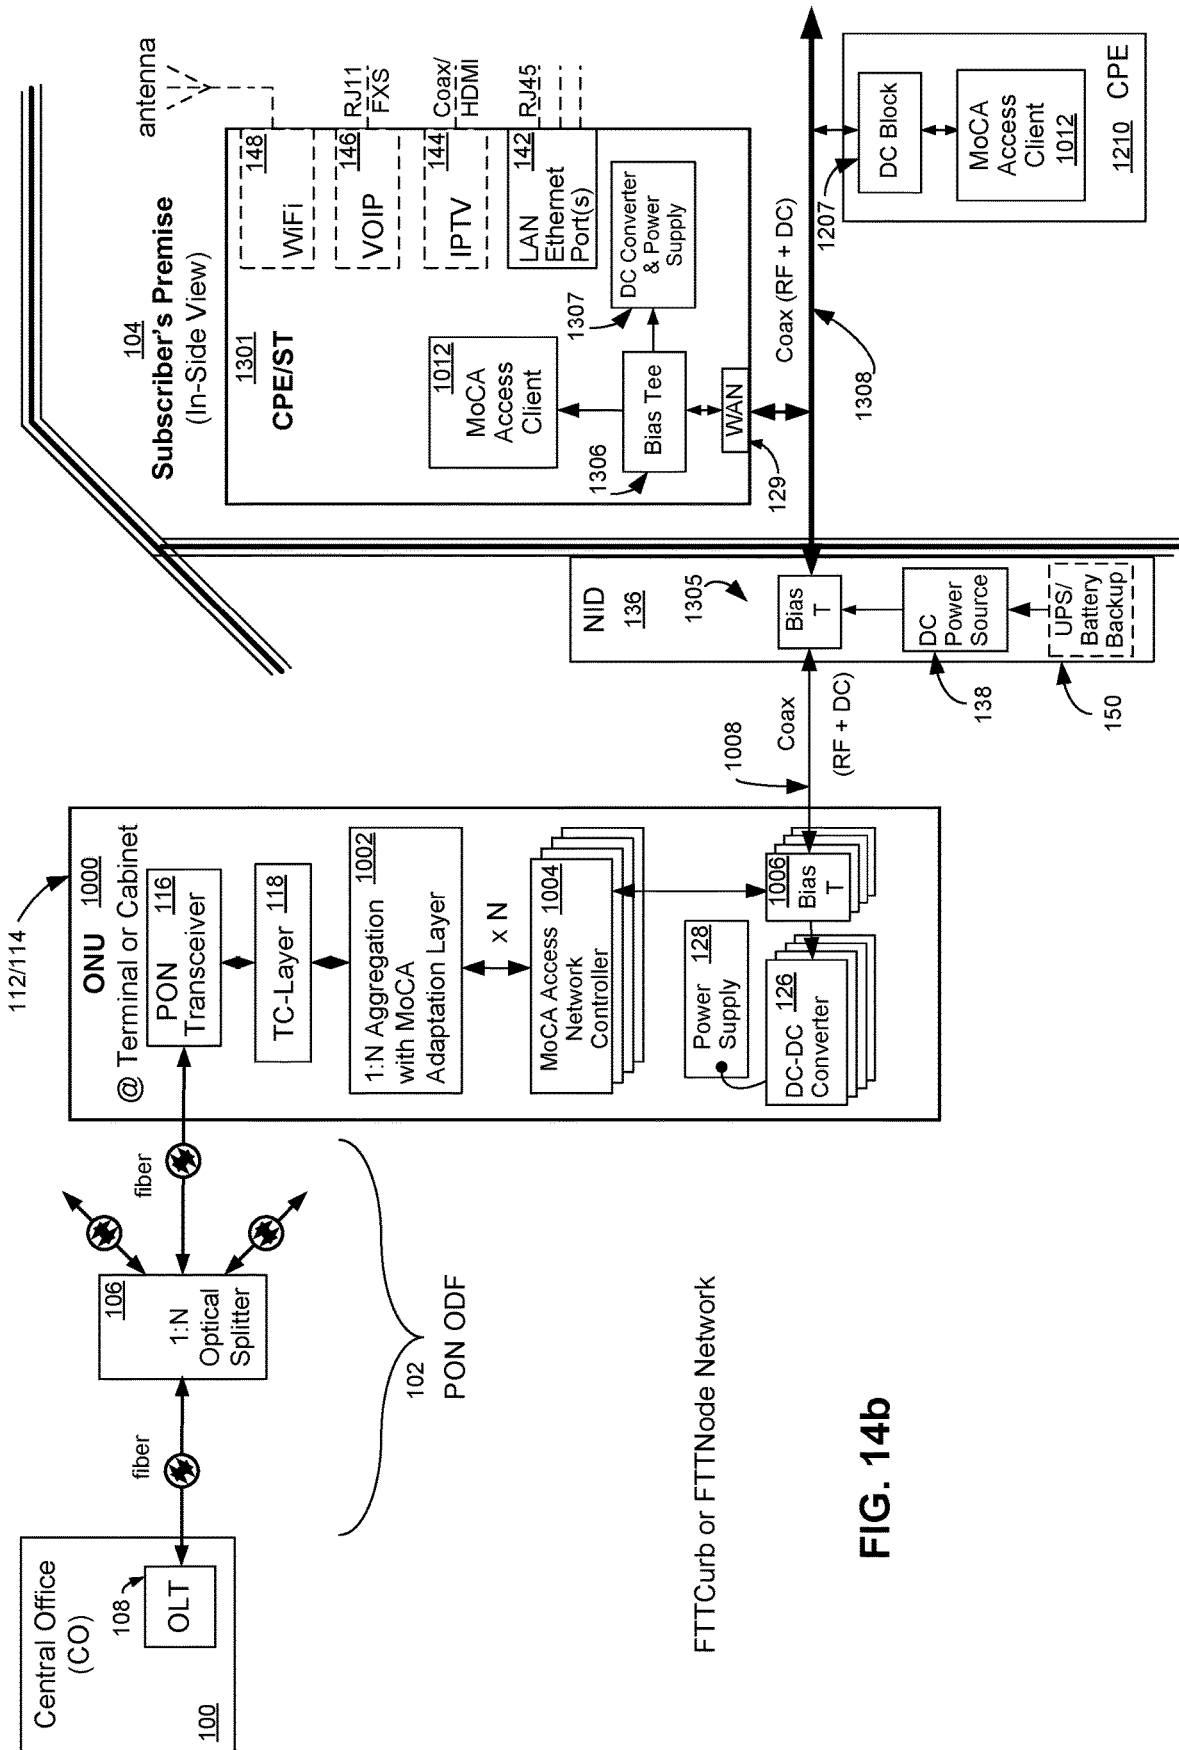 Central Office
(CO)
108
OLT
100
fiber
106
1:N
Optical
Splitter
fiber
102
PON ODF
112/114
ONU 1000
@ Terminal or Cabinet
PON 116
Transceiver
TC-Layer 118
1002
1:N Aggregation
with MoCA
Adaptation Layer
x N
MoCA Access 1004
Network
Controller
Power 128
Supply
1006
Bias
T
126
DC-DC
Converter
1008
Coax
(RF + DC)
NID
136
1305
Bias
T
DC
Power
Source
138
UPS/
Battery
Backup
150
104
Subscriber's Premise
(In-Side View)
antenna
1301
CPE/ST
148
WiFi
146
VOIP
RJ11
FXS
144
IPTV
Coax/
HDMI
142
LAN
Ethernet
Port(s)
RJ45
1012
MoCA
Access
Client
1307
DC Converter
& Power
Supply
1306
Bias Tee
WAN
129
Coax (RF + DC)
1308
1207
DC Block
MoCA
Access
Client
1012
1210 CPE
FTTCurb or FTTNode Network
FIG. 14b